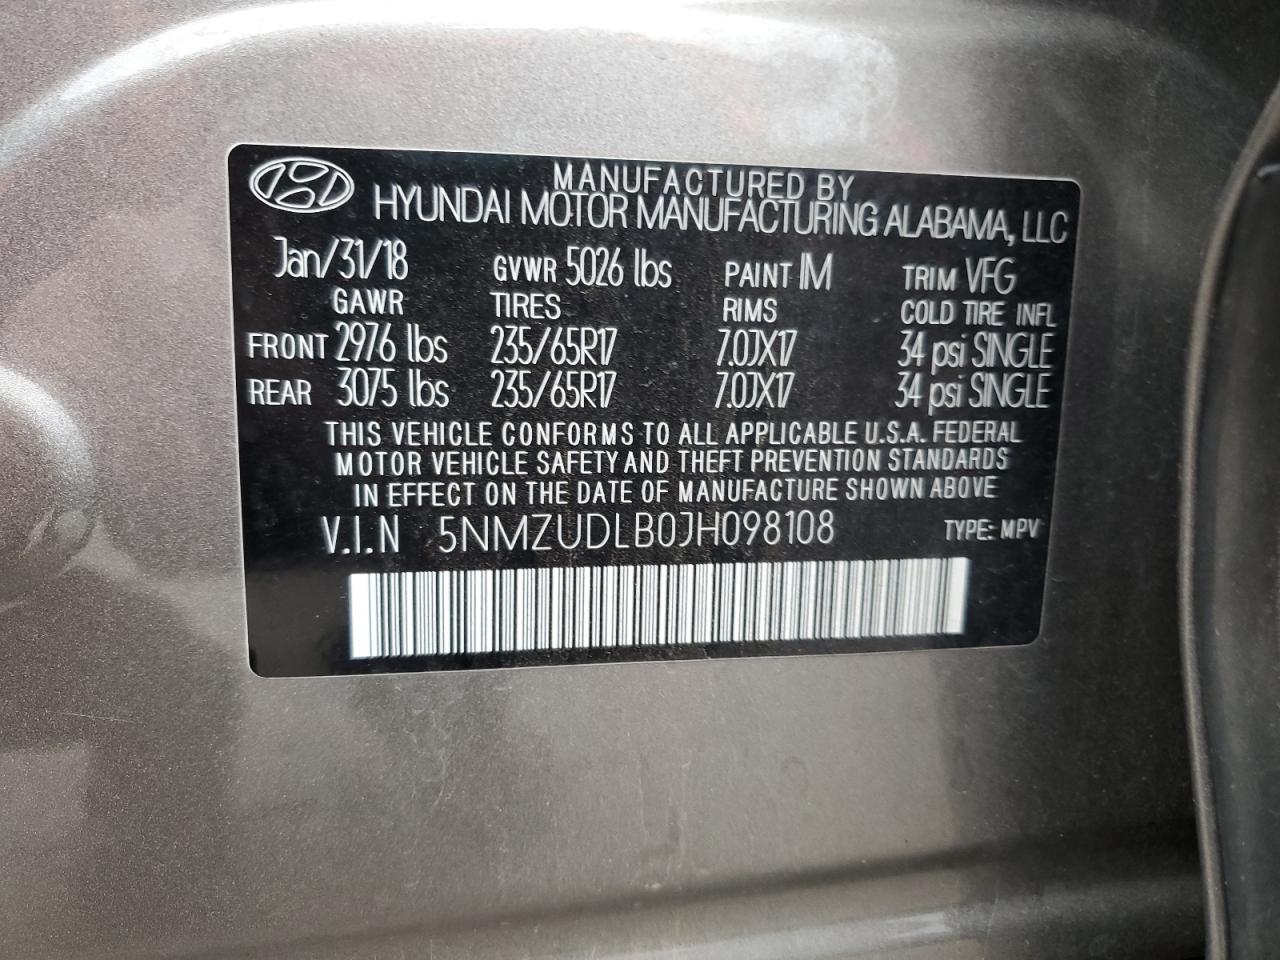 MANUFACTURED BY
HYUNDAI MOTOR MANUFACTURING ALABAMA, LLC
Jan/31/18 GVWR 5026 lbs PAINT IM TRIM VFG
GAWR TIRES RIMS COLD TIRE INFL
FRONT 2976 lbs 235/65R17 7.0JX17 34 psi SINGLE
REAR 3075 lbs 235/65R17 7.0JX17 34 psi SINGLE
THIS VEHICLE CONFORMS TO ALL APPLICABLE U.S.A. FEDERAL
MOTOR VEHICLE SAFETY AND THEFT PREVENTION STANDARDS
IN EFFECT ON THE DATE OF MANUFACTURE SHOWN ABOVE
V.I.N 5NMZUDLB0JH098108 TYPE: MPV